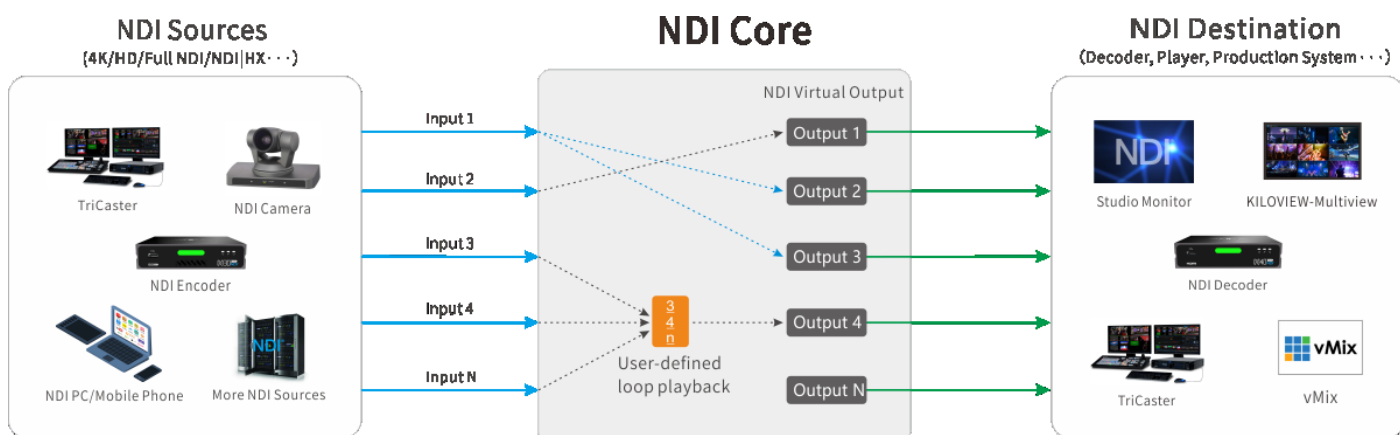 NDI Sources
(4K/HD/Full NDI/NDI|HX···)
TriCaster
NDI Camera
NDI Encoder
NDI
NDI PC/Mobile Phone
More NDI Sources
Input 1
Input 2
Input 3
Input 4
Input N
NDI Core
NDI Virtual Output
Output 1
Output 2
Output 3
3
4
n
Output 4
User-defined
loop playback
Output N
NDI Destination
(Decoder, Player, Production System···)
NDI
Studio Monitor
KILOVIEW-Multiview
NDI Decoder
TriCaster
vMix
vMix